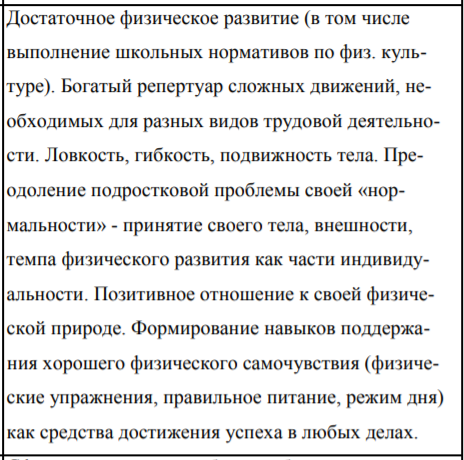 Достаточное физическое развитие (в том числе
выполнение школьных нормативов по физ. куль-
туре). Богатый репертуар сложных движений, не-
обходимых для разных видов трудовой деятельно-
сти. Ловкость, гибкость, подвижность тела. Пре-
одоление подростковой проблемы своей «нор-
мальности» - принятие своего тела, внешности,
темпа физического развития как части индивиду-
альности. Позитивное отношение к своей физиче-
ской природе. Формирование навыков поддержа-
ния хорошего физического самочувствия (физиче-
ские упражнения, правильное питание, режим дня)
как средства достижения успеха в любых делах.